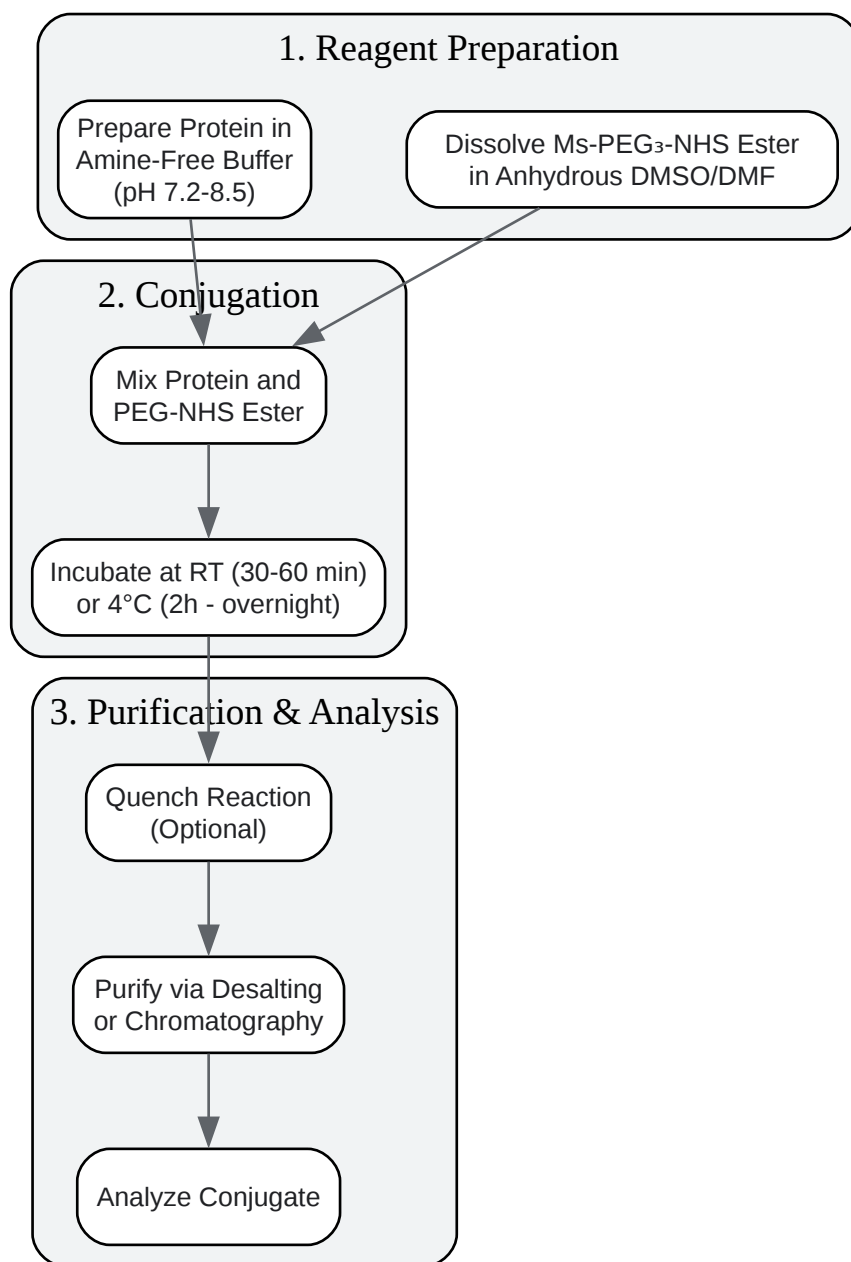 1. Reagent Preparation
Prepare Protein in
Amine-Free Buffer
(pH 7.2-8.5)
Dissolve Ms-PEG₃-NHS Ester
in Anhydrous DMSO/DMF
2. Conjugation
Mix Protein and
PEG-NHS Ester
Incubate at RT (30-60 min)
or 4°C (2h - overnight)
3. Purification & Analysis
Quench Reaction
(Optional)
Purify via Desalting
or Chromatography
Analyze Conjugate